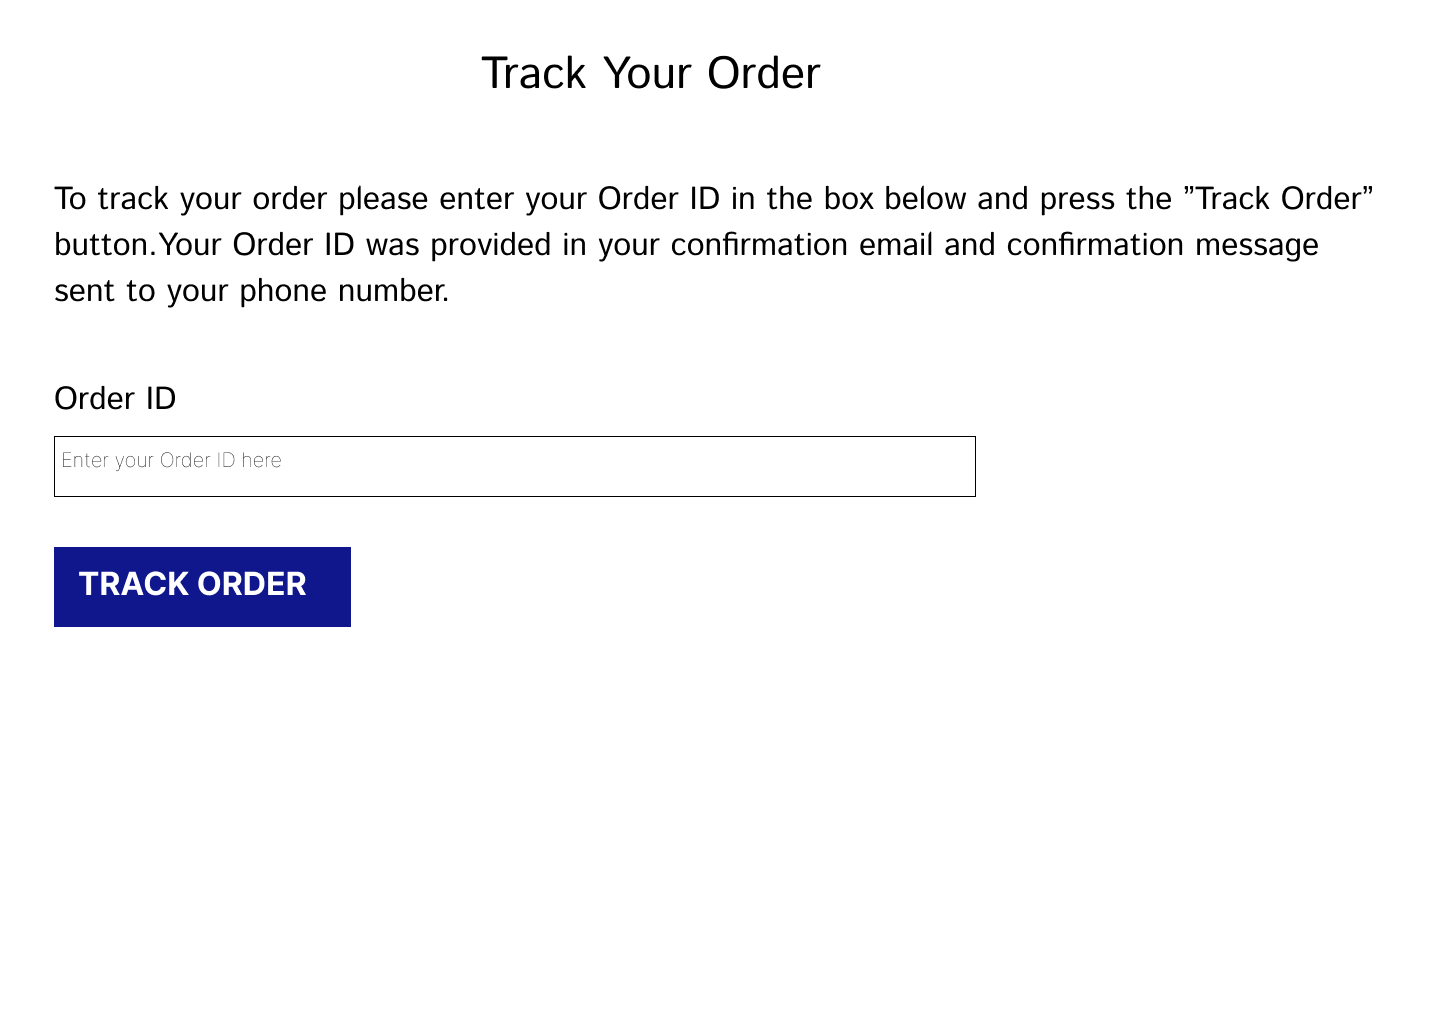 Track Your Order
To track your order please enter your Order ID in the box below and press the ”Track Order”
button.Your Order ID was provided in your confirmation email and confirmation message
sent to your phone number.
Order ID
Enter your Order ID here
TRACK ORDER